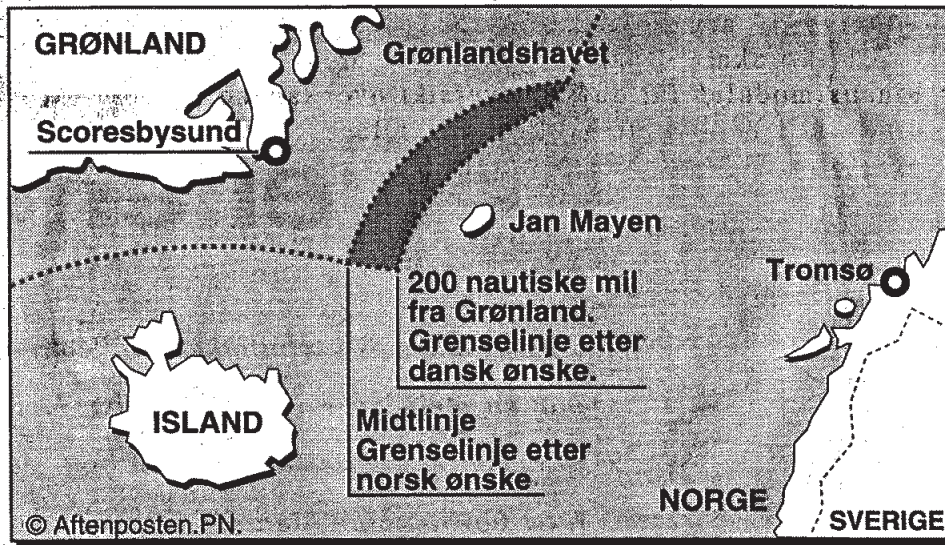 GRØNLAND
Grønlandshavet
Scoresbysund
Jan Mayen
Tromsø
200 nautiske mil
fra Grønland.
Grenselinje etter
dansk ønske.
ISLAND
Midtlinje
Grenselinje etter
norsk ønske
NORGE
SVERIGE
© Aftenposten.PN.